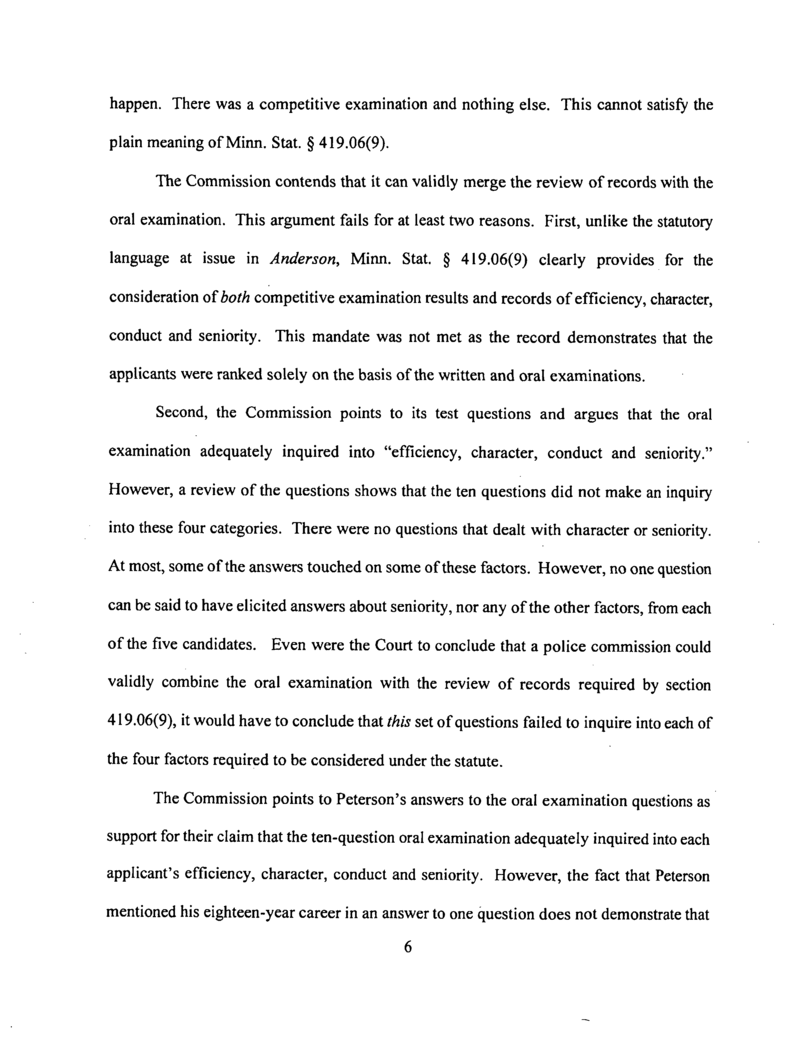 happen. There was a competitive examination and nothing else. This cannot satisfy the
plain meaning of Minn. Stat. § 419.06(9).
The Commission contends that it can validly merge the review of records with the
oral examination. This argument fails for at least two reasons. First, unlike the statutory
language at issue in Anderson, Minn. Stat. § 419.06(9) clearly provides for the
consideration of both competitive examination results and records of efficiency, character,
conduct and seniority. This mandate was not met as the record demonstrates that the
applicants were ranked solely on the basis of the written and oral examinations.
Second, the Commission points to its test questions and argues that the oral
examination adequately inquired into “efficiency, character, conduct and seniority.”
However, a review of the questions shows that the ten questions did not make an inquiry
into these four categories. There were no questions that dealt with character or seniority.
At most, some of the answers touched on some of these factors. However, no one question
can be said to have elicited answers about seniority, nor any of the other factors, from each
of the five candidates. Even were the Court to conclude that a police commission could
validly combine the oral examination with the review of records required by section
419.06(9), it would have to conclude that this set of questions failed to inquire into each of
the four factors required to be considered under the statute.
The Commission points to Peterson’s answers to the oral examination questions as
support for their claim that the ten-question oral examination adequately inquired into each
applicant’s efficiency, character, conduct and seniority. However, the fact that Peterson
mentioned his eighteen-year career in an answer to one question does not demonstrate that
6